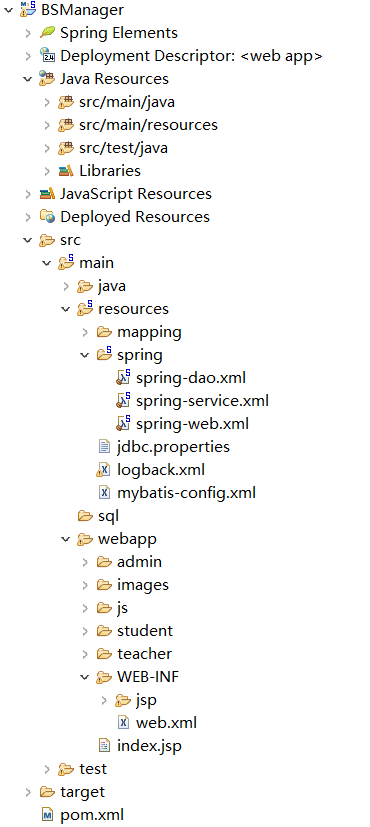 BSManager
Spring Elements
Deployment Descriptor: <web app>
Java Resources
src/main/java
src/main/resources
src/test/java
Libraries
JavaScript Resources
Deployed Resources
src
main
java
resources
mapping
spring
spring-dao.xml
spring-service.xml
spring-web.xml
jdbc.properties
logback.xml
mybatis-config.xml
sql
webapp
admin
images
js
student
teacher
WEB-INF
jsp
web.xml
index.jsp
test
target
pom.xml